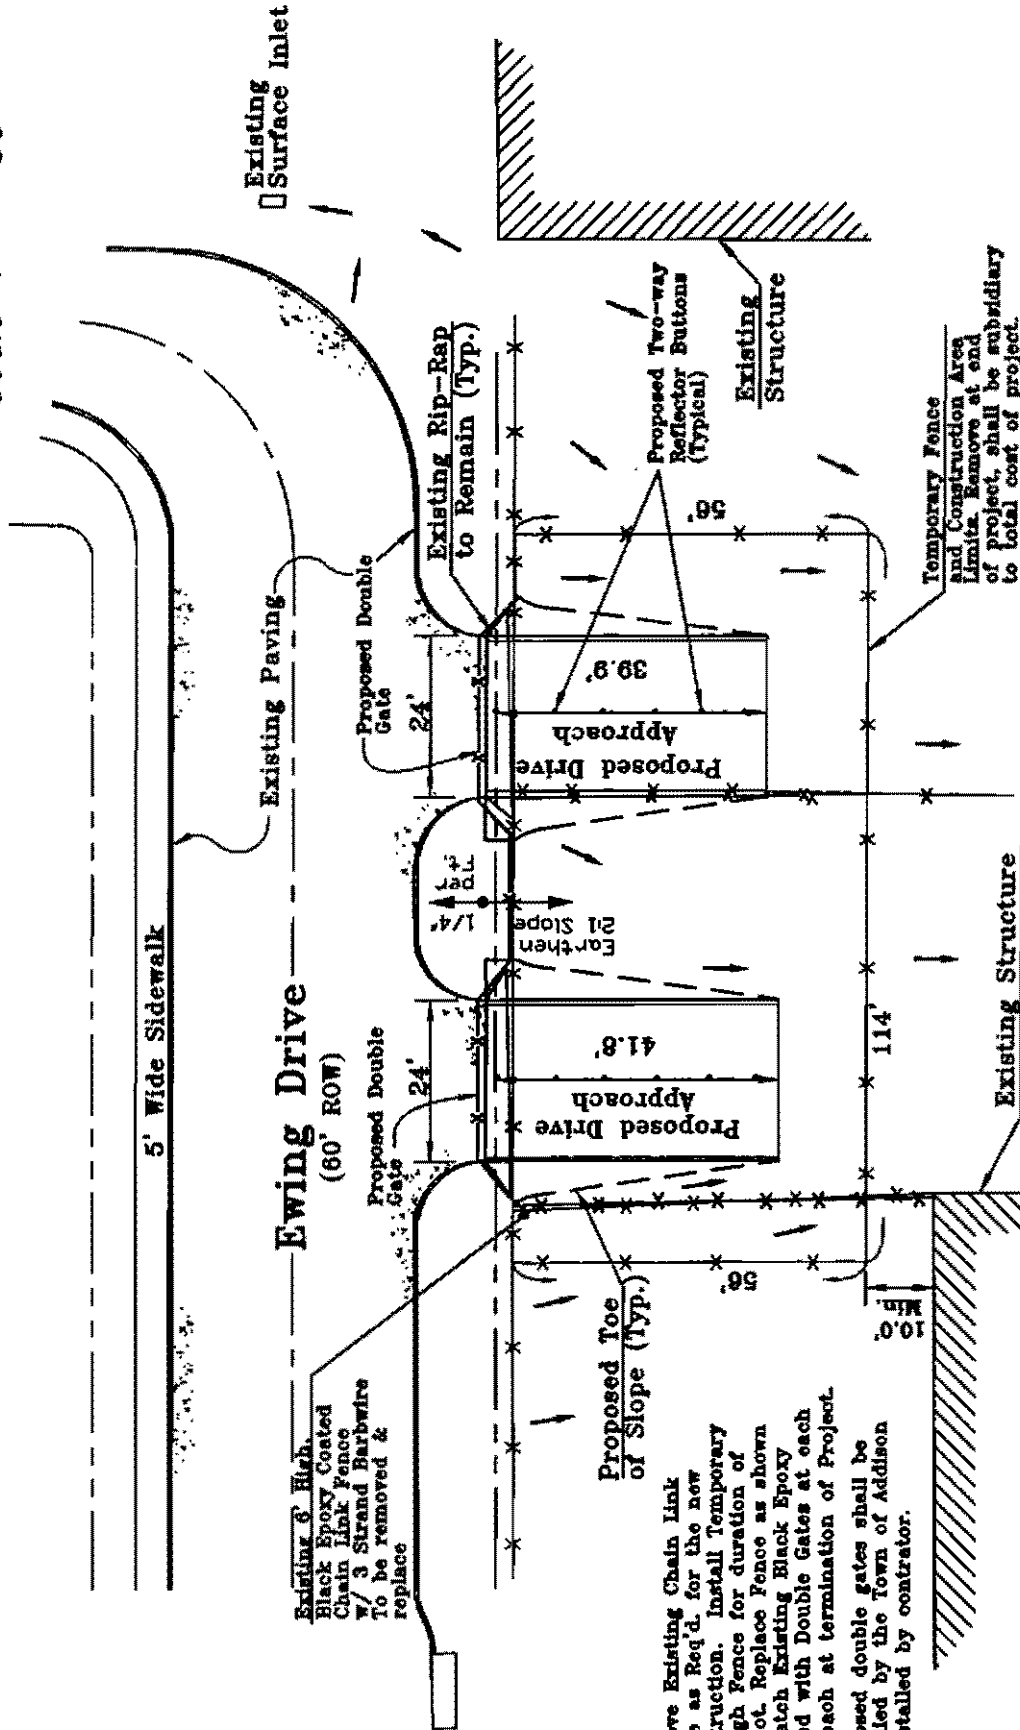 Existing
Surface Inlet
5' Wide Sidewalk
Existing Paving
Ewing Drive
(60' ROW)
Existing 6' High,
Black Epoxy Coated
Chain Link Fence
w/ 3 Strand Barbwire
To be removed &
replace
Proposed Double
Gate
24'
Proposed Double
Gate
24'
Existing Rip-Rap
to Remain (Typ.)
1/4"
per
ft
Earthen
2:1 Slope
Proposed Drive
Approach
41.8'
Proposed Drive
Approach
39.9'
Proposed Two-way
Reflector Buttons
(Typical)
Existing
Structure
56'
56'
Proposed Toe
of Slope (Typ.)
10.0'
Min.
114'
Existing Structure
Temporary Fence
and Construction Area
Limits. Remove at end
of project, shall be subsidiary
to total cost of project.
ve Existing Chain Link
e as Req'd. for the new
ruction. Install Temporary
gh Fence for duration of
ct. Replace Fence as shown
atch Existing Black Epoxy
ed with Double Gates at each
ach at termination of Project.
osed double gates shall be
ied by the Town of Addison
talled by contrator.